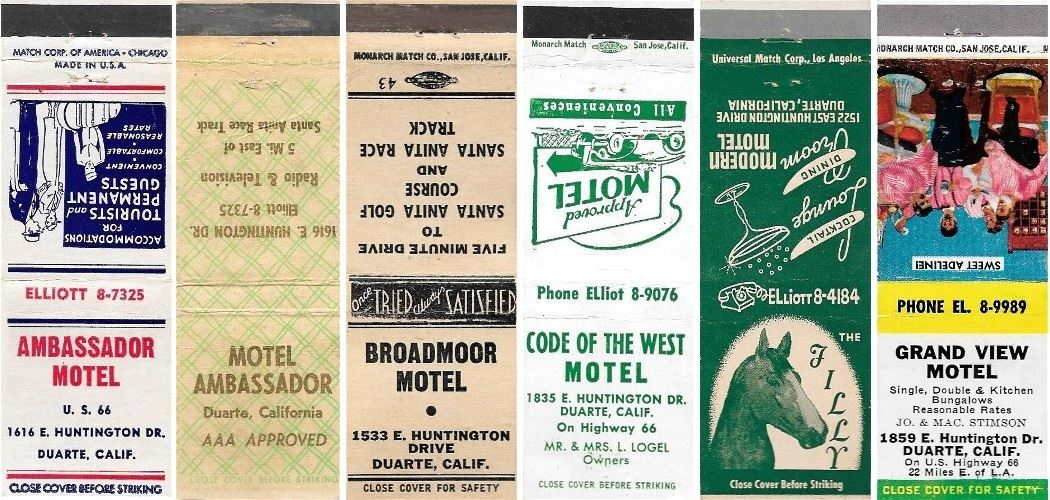 MATCH CORP. OF AMERICA • CHICAGO
MADE IN U.S.A.
ACCOMMODATIONS
FOR
TOURISTS and
PERMANENT
GUESTS
CONVENIENT
•
COMFORTABLE
•
REASONABLE
RATES
ELLIOTT 8-7325
AMBASSADOR
MOTEL
U. S. 66
1616 E. HUNTINGTON DR.
DUARTE, CALIF.
CLOSE COVER BEFORE STRIKING
1616 E. HUNTINGTON DR.
Elliott 8-7325
Radio & Television
5 Mi. East of
Santa Anita Race Track
MOTEL
AMBASSADOR
Duarte, California
AAA APPROVED
CLOSE COVER BEFORE STRIKING
MONARCH MATCH CO., SAN JOSE, CALIF.
43
FIVE MINUTE DRIVE
TO
SANTA ANITA GOLF
COURSE
AND
SANTA ANITA RACE
TRACK
Once TRIED always SATISFIED
BROADMOOR
MOTEL
•
1533 E. HUNTINGTON
DRIVE
DUARTE, CALIF.
CLOSE COVER FOR SAFETY
Monarch Match San Jose, Calif.
Approved
MOTEL
All Conveniences
Phone ELliot 8-9076
CODE OF THE WEST
MOTEL
1835 E. HUNTINGTON DR.
DUARTE, CALIF.
On Highway 66
MR. & MRS. L. LOGEL
Owners
CLOSE COVER BEFORE STRIKING
Universal Match Corp., Los Angeles
COCKTAIL
Lounge
DINING
Room
MODERN
MOTEL
1522 EAST HUNTINGTON DRIVE
DUARTE, CALIFORNIA
ELLiott 8-4184
THE
FILLY
Close Cover Before Striking
MONARCH MATCH CO., SAN JOSE, CALIF.
SWEET ADELINE!
PHONE EL. 8-9989
GRAND VIEW
MOTEL
Single, Double & Kitchen
Bungalows
Reasonable Rates
JO. & MAC. STIMSON
1859 E. Huntington Dr.
DUARTE, CALIF.
On U.S. Highway 66
22 Miles E. of L.A.
CLOSE COVER FOR SAFETY